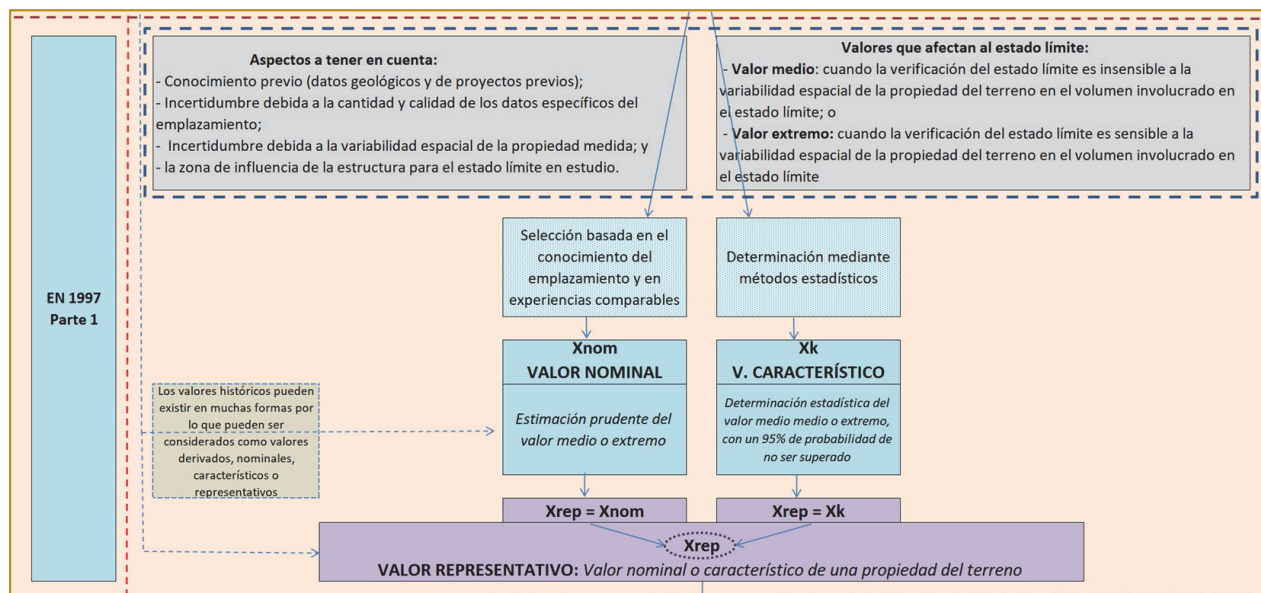 EN 1997
Parte 1
Aspectos a tener en cuenta:
- Conocimiento previo (datos geológicos y de proyectos previos);
- Incertidumbre debida a la cantidad y calidad de los datos específicos del
emplazamiento;
- Incertidumbre debida a la variabilidad espacial de la propiedad medida; y
- la zona de influencia de la estructura para el estado límite en estudio.
Valores que afectan al estado límite:
- Valor medio: cuando la verificación del estado límite es insensible a la
variabilidad espacial de la propiedad del terreno en el volumen involucrado en
el estado límite; o
- Valor extremo: cuando la verificación del estado límite es sensible a la
variabilidad espacial de la propiedad del terreno en el volumen involucrado en
el estado límite
Selección basada en el
conocimiento del
emplazamiento y en
experiencias comparables
Determinación mediante
métodos estadísticos
Xnom
VALOR NOMINAL
Estimación prudente del
valor medio o extremo
Xk
V. CARACTERÍSTICO
Determinación estadística del
valor medio medio o extremo,
con un 95% de probabilidad de
no ser superado
Los valores históricos pueden
existir en muchas formas por
lo que pueden ser
considerados como valores
derivados, nominales,
característicos o
representativos
Xrep = Xnom
Xrep = Xk
Xrep
VALOR REPRESENTATIVO: Valor nominal o característico de una propiedad del terreno